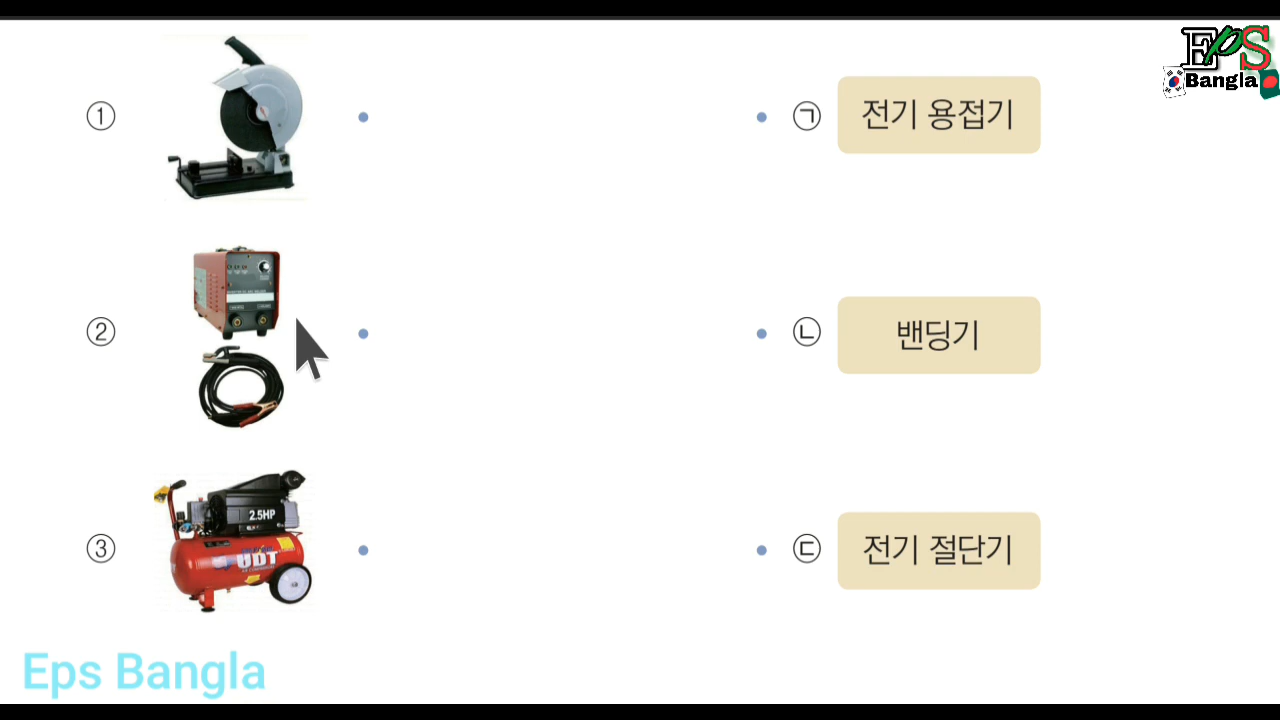 EPS
Bangla
① ㉠ 전기 용접기
② ㉡ 밴딩기
2.5HP
UDT
③ ㉢ 전기 절단기
Eps Bangla